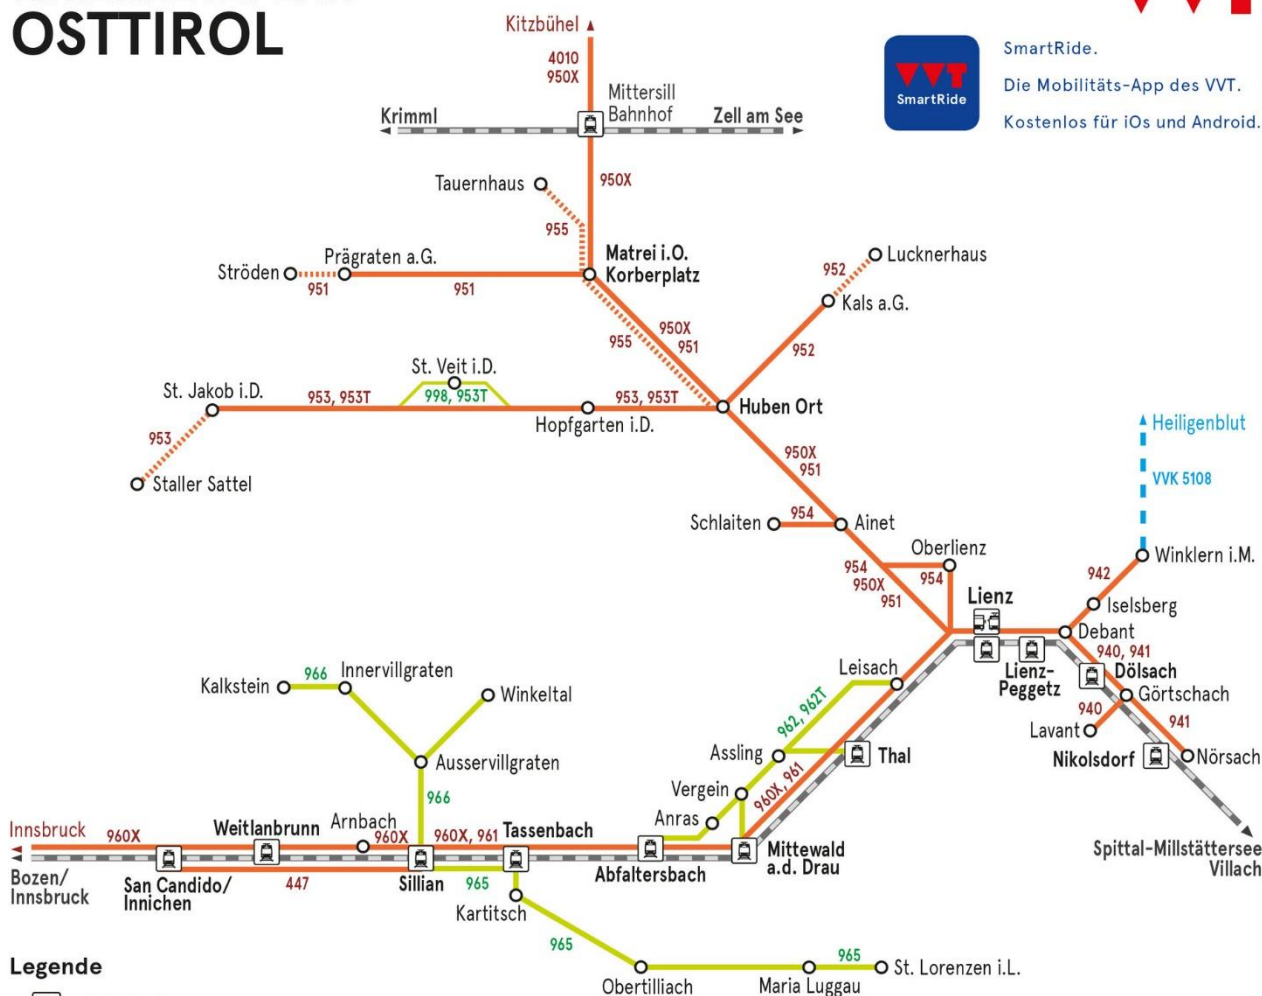 OSTTIROL
VVT
SmartRide
SmartRide.
Die Mobilitäts-App des VVT.
Kostenlos für iOs und Android.
Kitzbühel
4010
950X
Mittersill
Bahnhof
Krimml
Zell am See
950X
Tauernhaus
955
Matrei i.O.
Korberplatz
Prägraten a.G.
Ströden
951
951
Lucknerhaus
952
Kals a.G.
952
950X
951
955
St. Veit i.D.
998, 953T
St. Jakob i.D.
953, 953T
953, 953T
Hopfgarten i.D.
Huben Ort
953
Staller Sattel
950X
951
Heiligenblut
VVK 5108
Schlaiten
954
Ainet
Oberlienz
954
954
950X
951
Winklern i.M.
942
Iselsberg
Lienz
Debant
940, 941
Lienz-
Peggetz
Dölsach
Görtschach
940
Lavant
941
Nikolsdorf
Nörsach
Spittal-Millstättersee
Villach
Leisach
962, 962T
Assling
Thal
Vergein
960X, 961
Anras
Kalkstein
966
Innervillgraten
Winkeltal
Ausservillgraten
966
Innsbruck
960X
Weitlanbrunn
Arnbach
960X
960X, 961
Tassenbach
Mittewald
a.d. Drau
Abfaltersbach
Bozen/
Innsbruck
San Candido/
Innichen
447
Sillian
965
Kartitsch
965
965
St. Lorenzen i.L.
Obertilliach
Maria Luggau
Legende